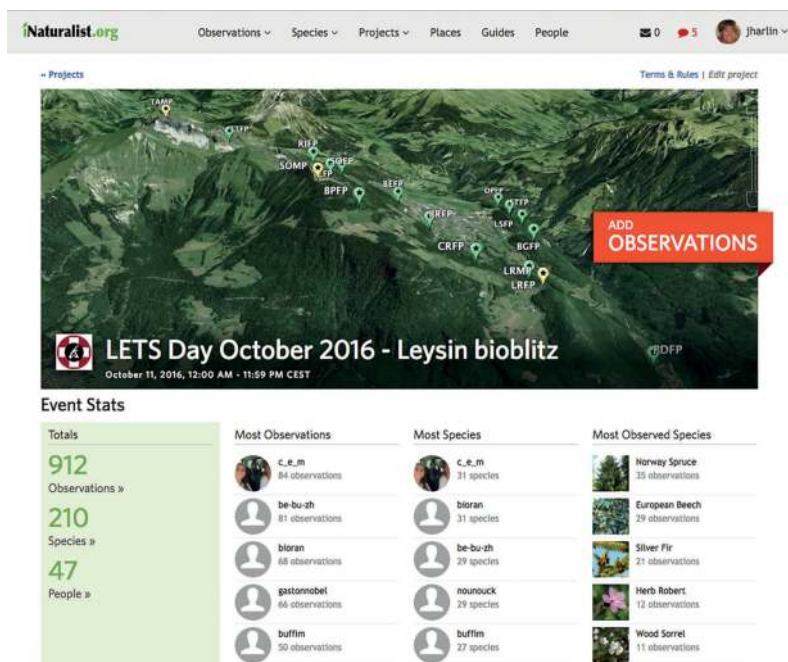 iNaturalist.org
Observations Species Projects Places Guides People 0 5 jharlin
« Projects
Terms & Rules | Edit project
TAMP
RIFP
SOMP
BPFP
BEFP
BRFP
CRFP
LSFP
BGFP
LRMP
LRFP
BDFP
ADD
OBSERVATIONS
LETS Day October 2016 - Leysin bioblitz
October 11, 2016, 12:00 AM - 11:59 PM CEST
Event Stats
Totals
912
Observations »
210
Species »
47
People »
Most Observations
c_e_m
84 observations
be-bu-zh
81 observations
bioran
68 observations
gastonnobel
66 observations
buffim
50 observations
Most Species
c_e_m
31 species
bioran
31 species
be-bu-zh
29 species
nounouck
29 species
buffim
27 species
Most Observed Species
Norway Spruce
35 observations
European Beech
29 observations
Silver Fir
21 observations
Herb Robert
12 observations
Wood Sorrel
11 observations